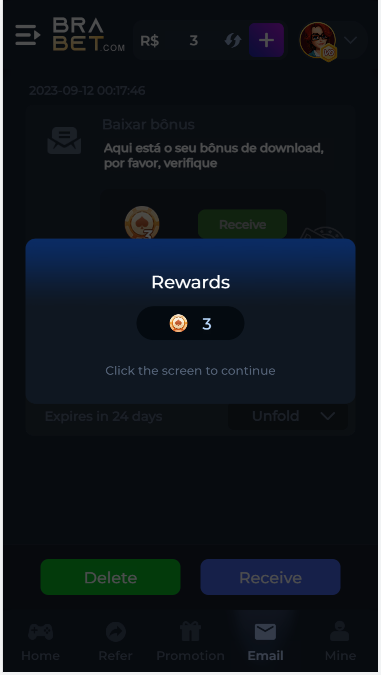 BRA
BET.COM
R$ 3
2023-09-12 00:17:46
Baixar bônus
Aqui está o seu bônus de download,
por favor, verifique
3
Receive
Rewards
3
Click the screen to continue
Expires in 24 days
Unfold
Delete
Receive
Home
Refer
Promotion
Email
Mine